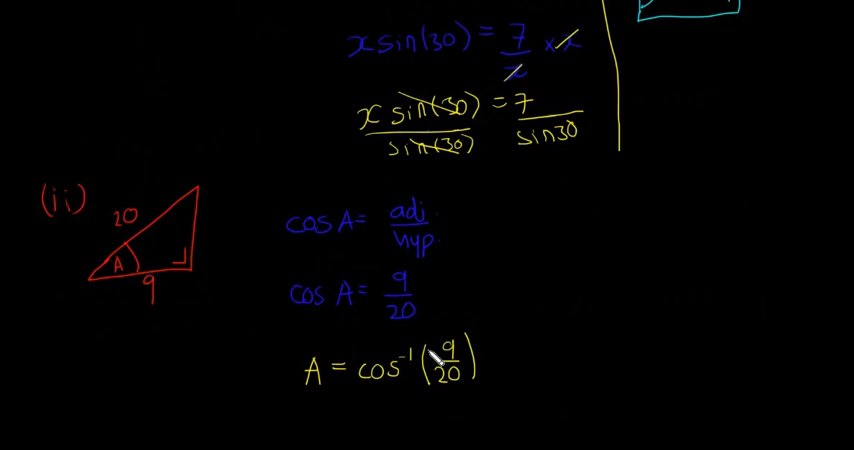 x sin(30) = 7/x × x
x sin(30)/sin(30) = 7/sin30
(ii)
20
A
9
cos A = adj/hyp.
cos A = 9/20
A = cos⁻¹(9/20)